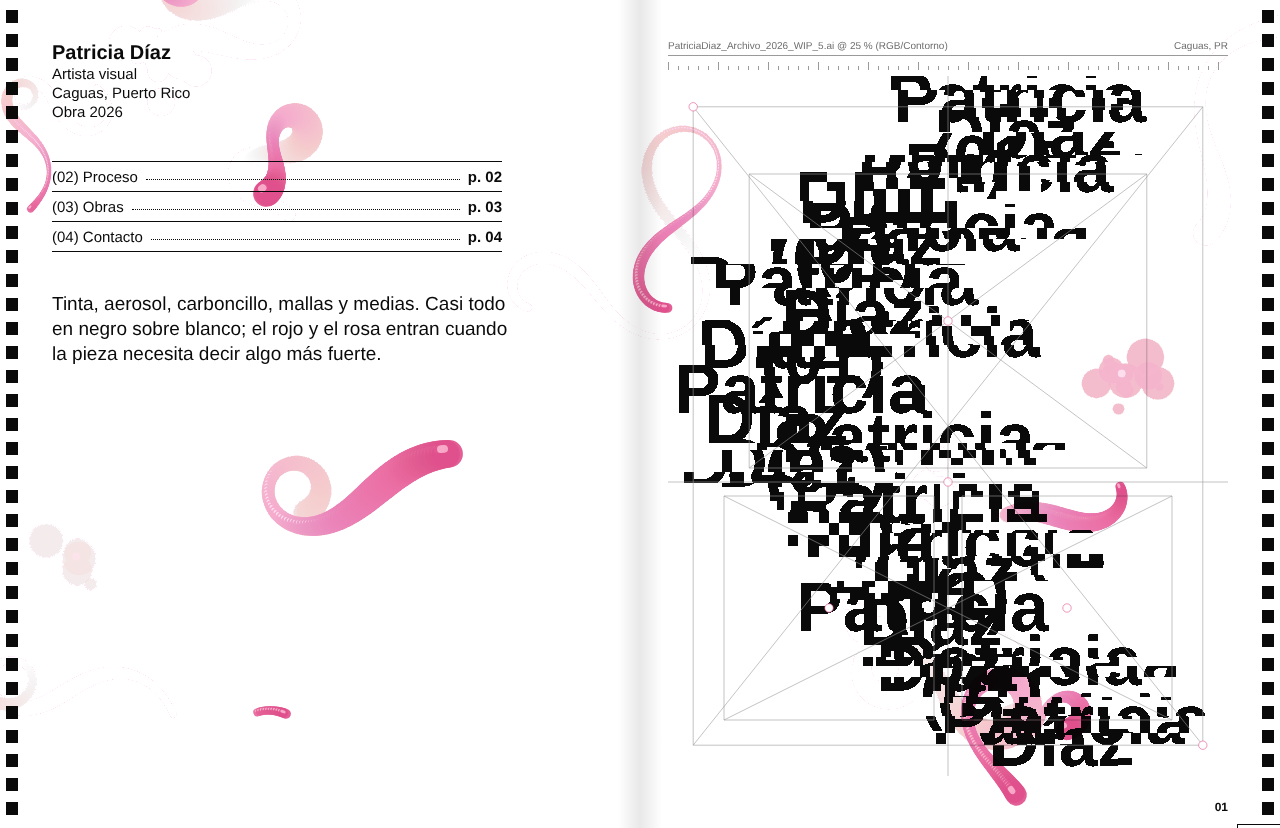 Patricia Díaz
Artista visual
Caguas, Puerto Rico
Obra 2026
(02) Proceso p. 02
(03) Obras p. 03
(04) Contacto p. 04
Tinta, aerosol, carboncillo, mallas y medias. Casi todo
en negro sobre blanco; el rojo y el rosa entran cuando
la pieza necesita decir algo más fuerte.
PatriciaDiaz_Archivo_2026_WIP_5.ai @ 25 % (RGB/Contorno) Caguas, PR
Patricia
Patricia
Díaz
Patricia
Díaz
01